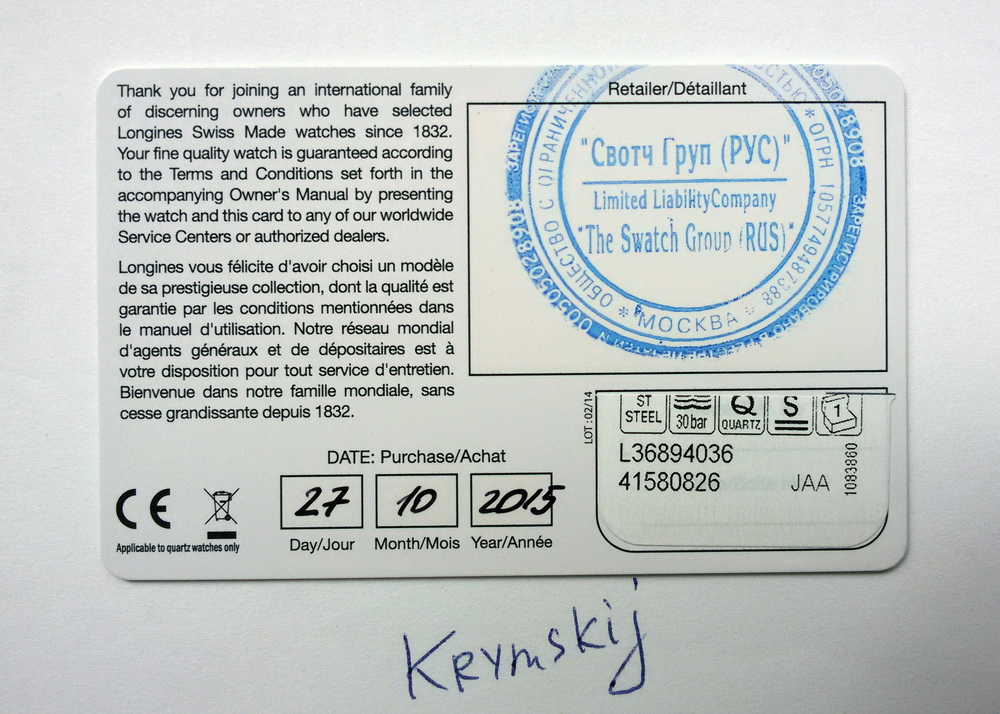 Thank you for joining an international family
of discerning owners who have selected
Longines Swiss Made watches since 1832.
Your fine quality watch is guaranteed according
to the Terms and Conditions set forth in the
accompanying Owner's Manual by presenting
the watch and this card to any of our worldwide
Service Centers or authorized dealers.
Longines vous félicite d'avoir choisi un modèle
de sa prestigieuse collection, dont la qualité est
garantie par les conditions mentionnées dans
le manuel d'utilisation. Notre réseau mondial
d'agents généraux et de dépositaires est à
votre disposition pour tout service d'entretien.
Bienvenue dans notre famille mondiale, sans
cesse grandissante depuis 1832.
Retailer/Détaillant
"Свотч Груп (РУС)"
Limited Liability Company
"The Swatch Group (RUS)"
ОБЩЕСТВО С ОГРАНИЧЕННОЙ
* ОГРН 1057749487388
* МОСКВА *
LOT : 02/14
ST STEEL
30 bar
Q QUARTZ
S
1
L36894036
41580826 JAA
1083860
DATE: Purchase/Achat
27 10 2015
Day/Jour Month/Mois Year/Année
CE
Applicable to quartz watches only
Krymskij